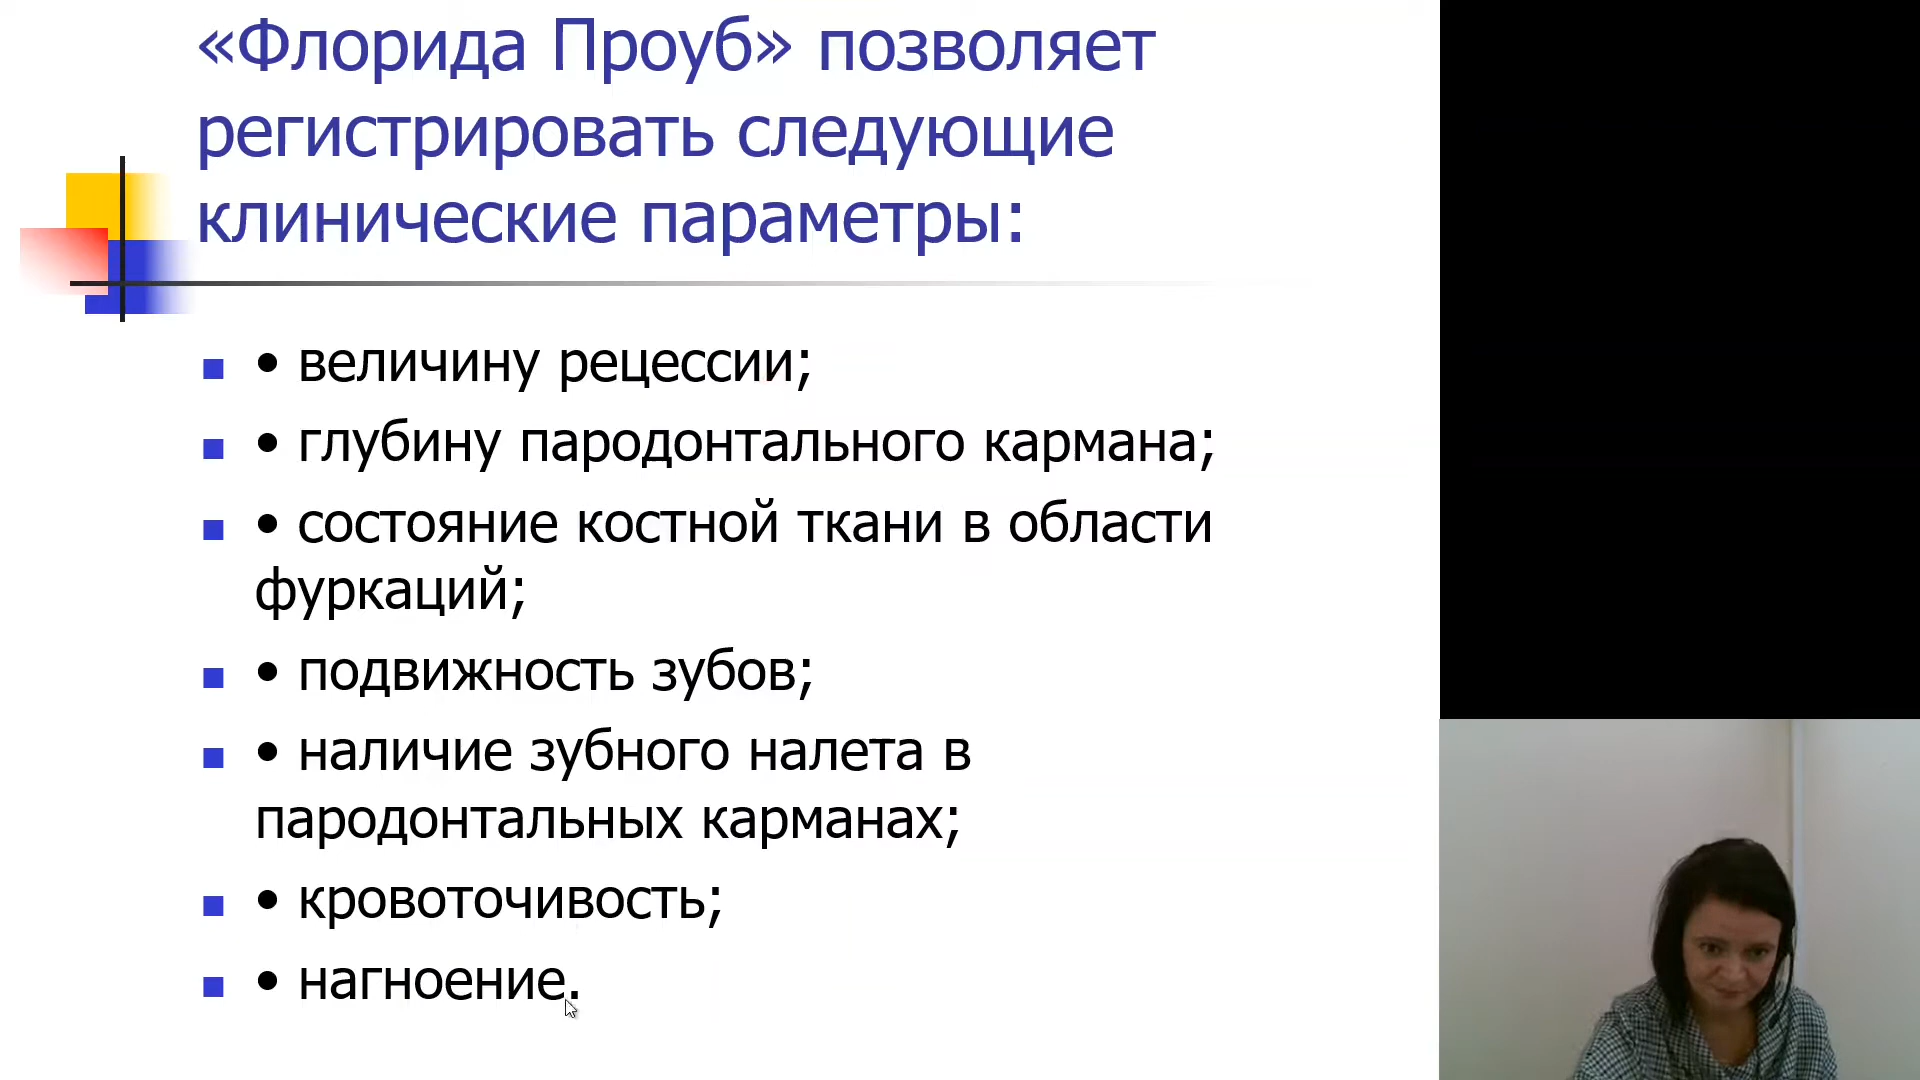 «Флорида Проуб» позволяет
регистрировать следующие
клинические параметры:
• величину рецессии;
• глубину пародонтального кармана;
• состояние костной ткани в области
фуркаций;
• подвижность зубов;
• наличие зубного налета в
пародонтальных карманах;
• кровоточивость;
• нагноение.